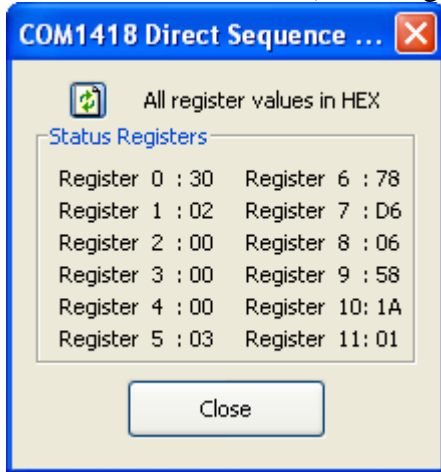 COM1418 Direct Sequence ...
All register values in HEX
Status Registers
Register 0 : 30 Register 6 : 78
Register 1 : 02 Register 7 : D6
Register 2 : 00 Register 8 : 06
Register 3 : 00 Register 9 : 58
Register 4 : 00 Register 10: 1A
Register 5 : 03 Register 11: 01
Close